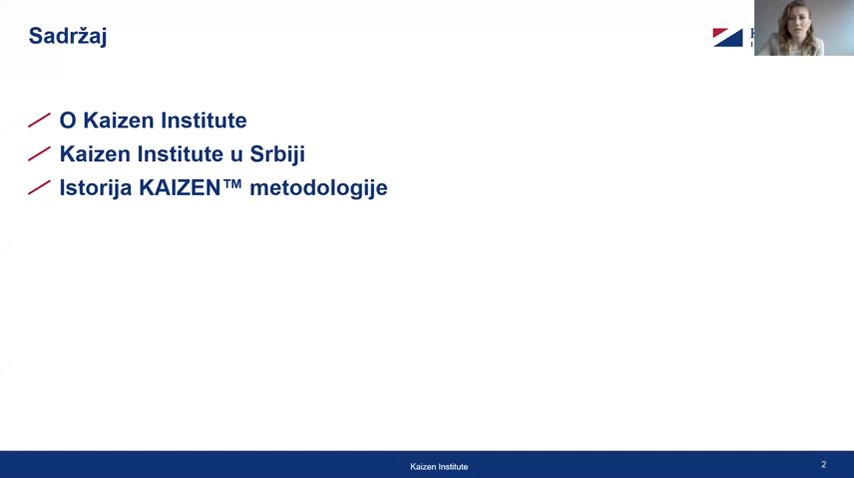 Sadržaj
O Kaizen Institute
Kaizen Institute u Srbiji
Istorija KAIZEN™ metodologije
Kaizen Institute
2